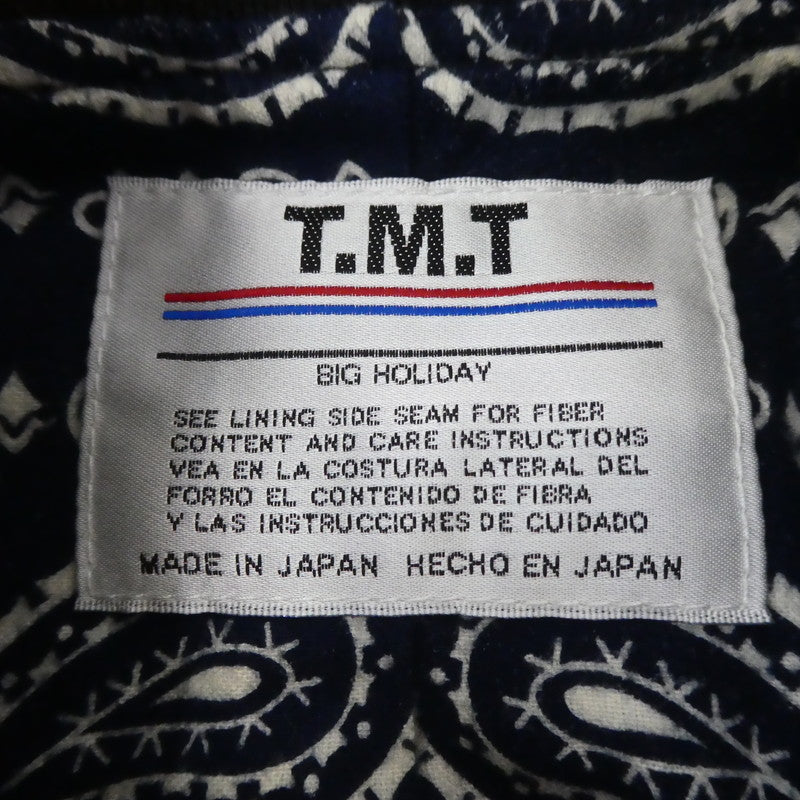 T.M.T
BIG HOLIDAY
SEE LINING SIDE SEAM FOR FIBER
CONTENT AND CARE INSTRUCTIONS
VEA EN LA COSTURA LATERAL DEL
FORRO EL CONTENIDO DE FIBRA
Y LAS INSTRUCCIONES DE CUIDADO
MADE IN JAPAN HECHO EN JAPAN